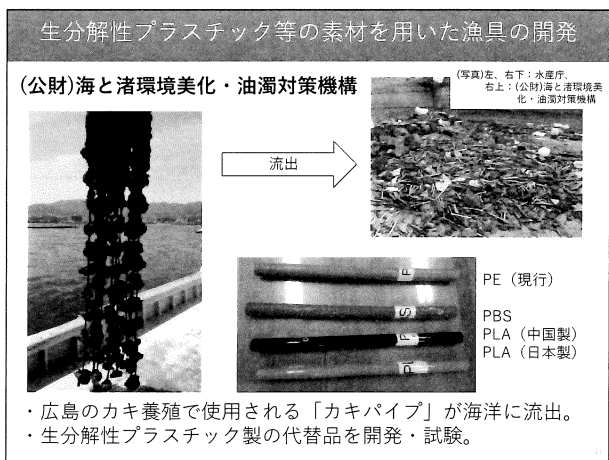 生分解性プラスチック等の素材を用いた漁具の開発
(公財)海と渚環境美化・油濁対策機構
(写真)左、右下：水産庁、
右上：(公財)海と渚環境美
化・油濁対策機構
流出
PE（現行）
PBS
PLA（中国製）
PLA（日本製）
・広島のカキ養殖で使用される「カキパイプ」が海洋に流出。
・生分解性プラスチック製の代替品を開発・試験。